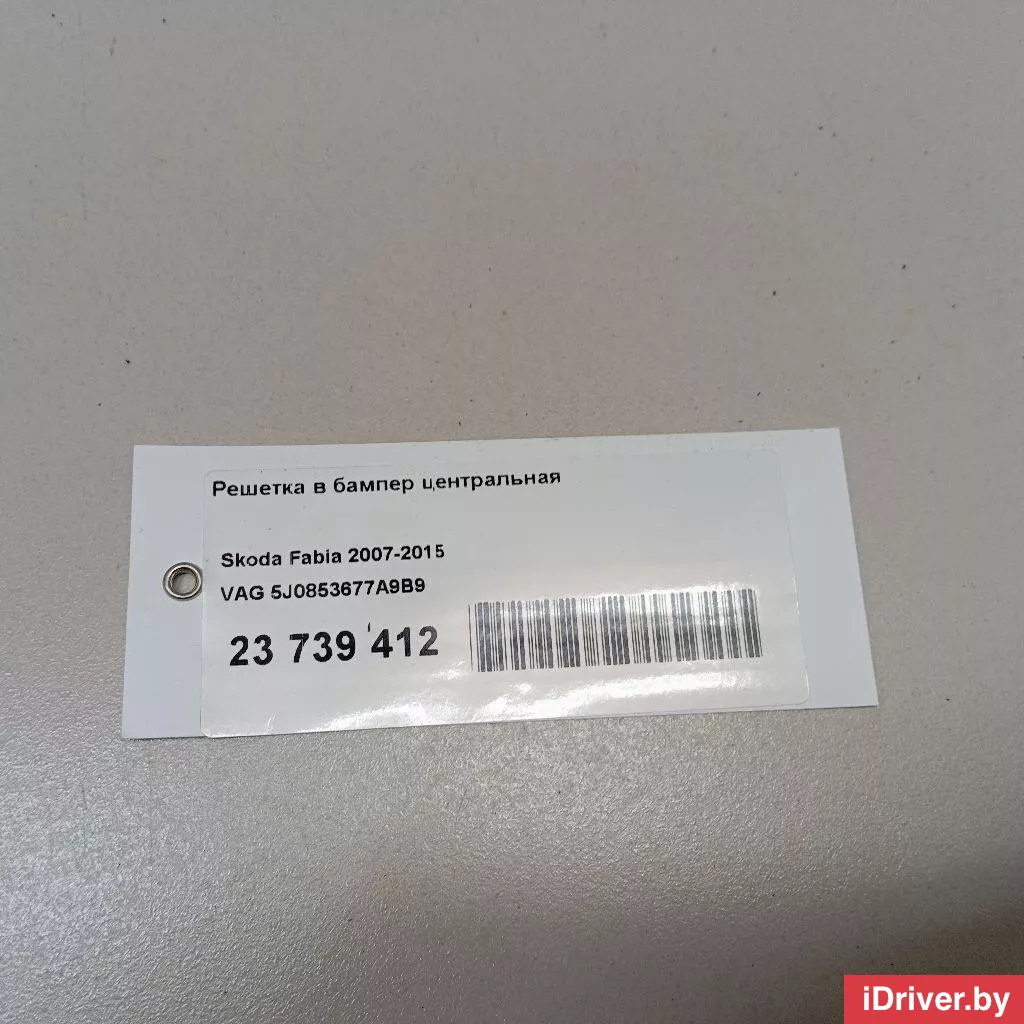 Решетка в бампер центральная
Skoda Fabia 2007-2015
VAG 5J0853677A9B9
23 739 412
iDriver.by